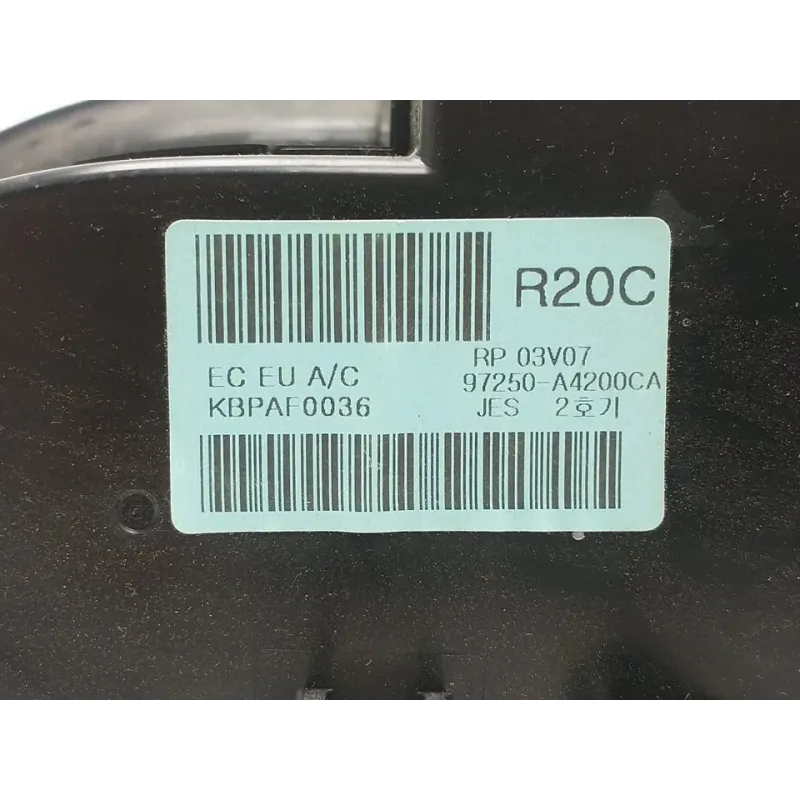 R20C
EC EU A/C RP 03V07
97250-A4200CA
KBPAF0036 JES 2호기